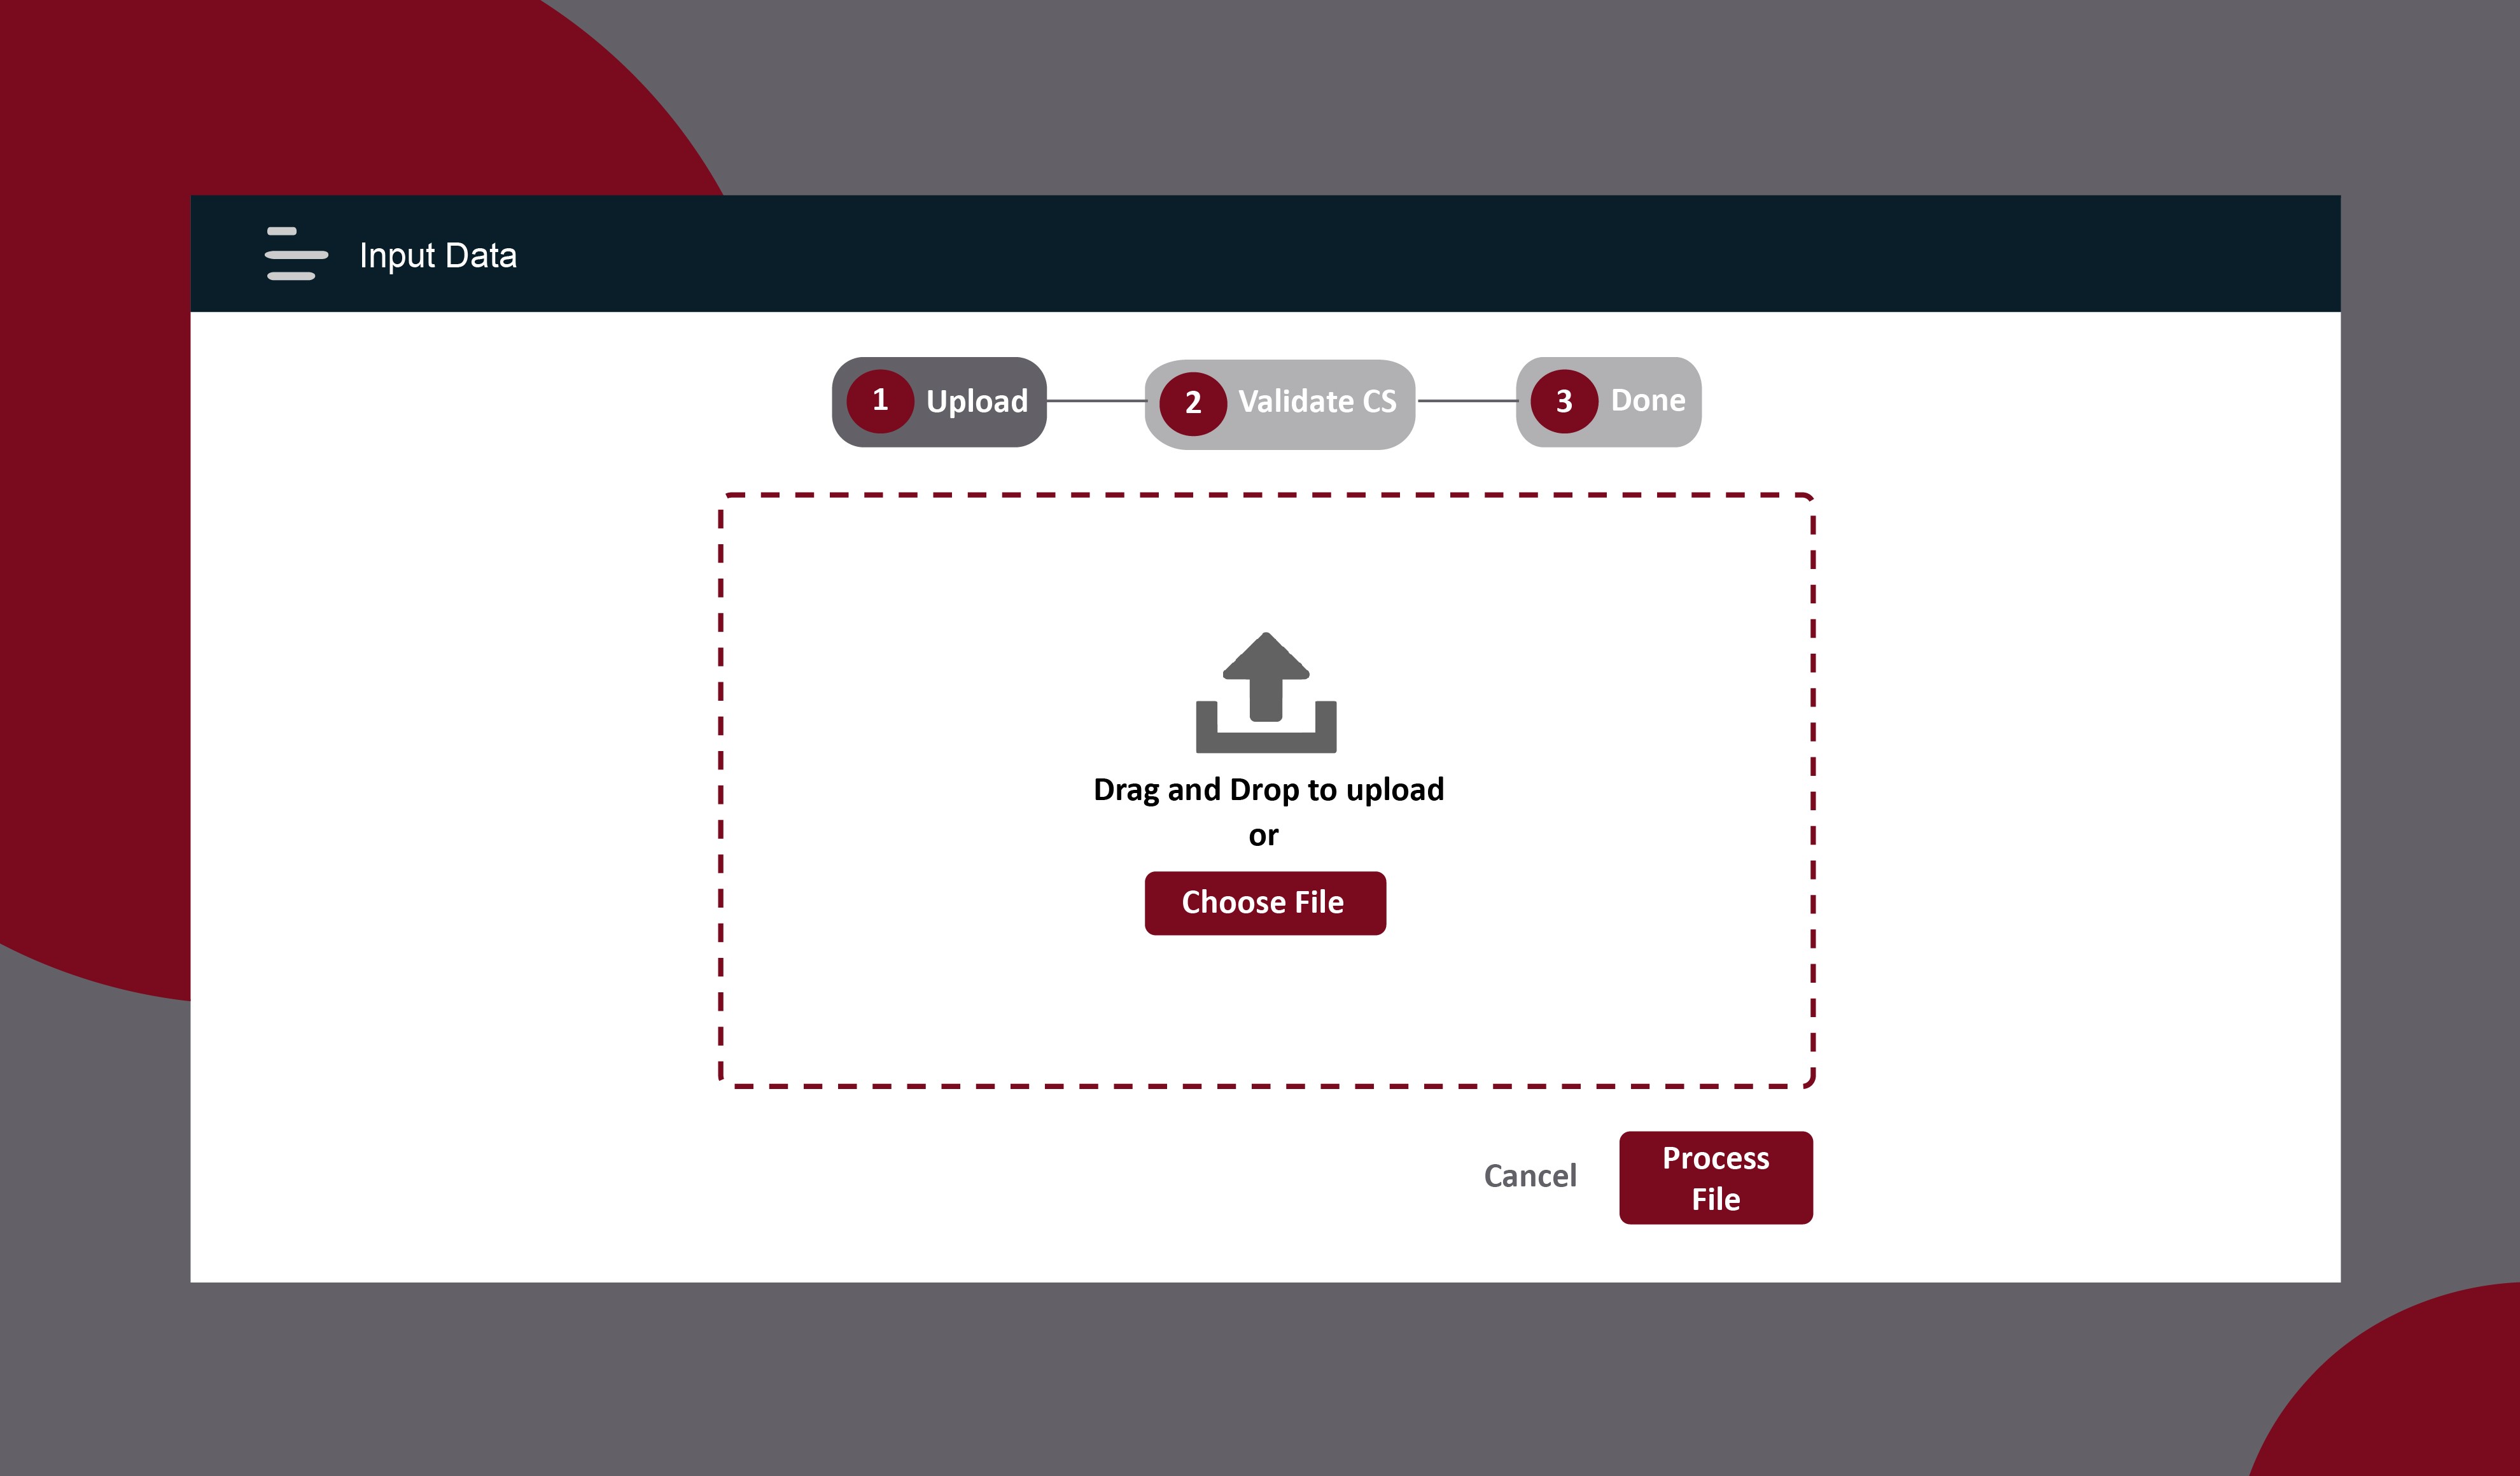 Input Data
1 Upload
2 Validate CS
3 Done
Drag and Drop to upload
or
Choose File
Cancel
Process
File